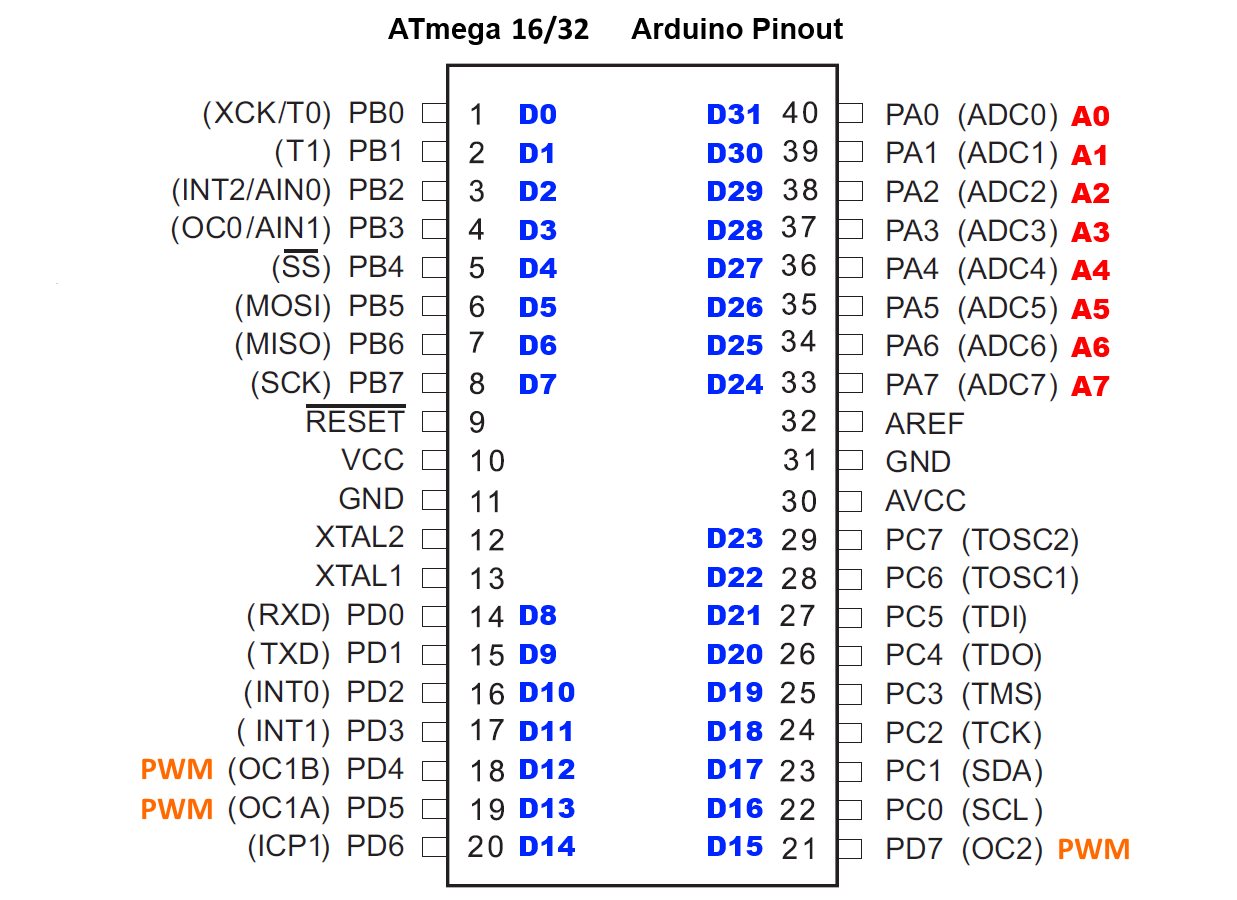 ATmega 16/32 Arduino Pinout
(XCK/T0) PB0 1 D0 D31 40 PA0 (ADC0) A0
(T1) PB1 2 D1 D30 39 PA1 (ADC1) A1
(INT2/AIN0) PB2 3 D2 D29 38 PA2 (ADC2) A2
(OC0/AIN1) PB3 4 D3 D28 37 PA3 (ADC3) A3
(SS) PB4 5 D4 D27 36 PA4 (ADC4) A4
(MOSI) PB5 6 D5 D26 35 PA5 (ADC5) A5
(MISO) PB6 7 D6 D25 34 PA6 (ADC6) A6
(SCK) PB7 8 D7 D24 33 PA7 (ADC7) A7
RESET 9 32 AREF
VCC 10 31 GND
GND 11 30 AVCC
XTAL2 12 D23 29 PC7 (TOSC2)
XTAL1 13 D22 28 PC6 (TOSC1)
(RXD) PD0 14 D8 D21 27 PC5 (TDI)
(TXD) PD1 15 D9 D20 26 PC4 (TDO)
(INT0) PD2 16 D10 D19 25 PC3 (TMS)
( INT1) PD3 17 D11 D18 24 PC2 (TCK)
PWM (OC1B) PD4 18 D12 D17 23 PC1 (SDA)
PWM (OC1A) PD5 19 D13 D16 22 PC0 (SCL)
(ICP1) PD6 20 D14 D15 21 PD7 (OC2) PWM